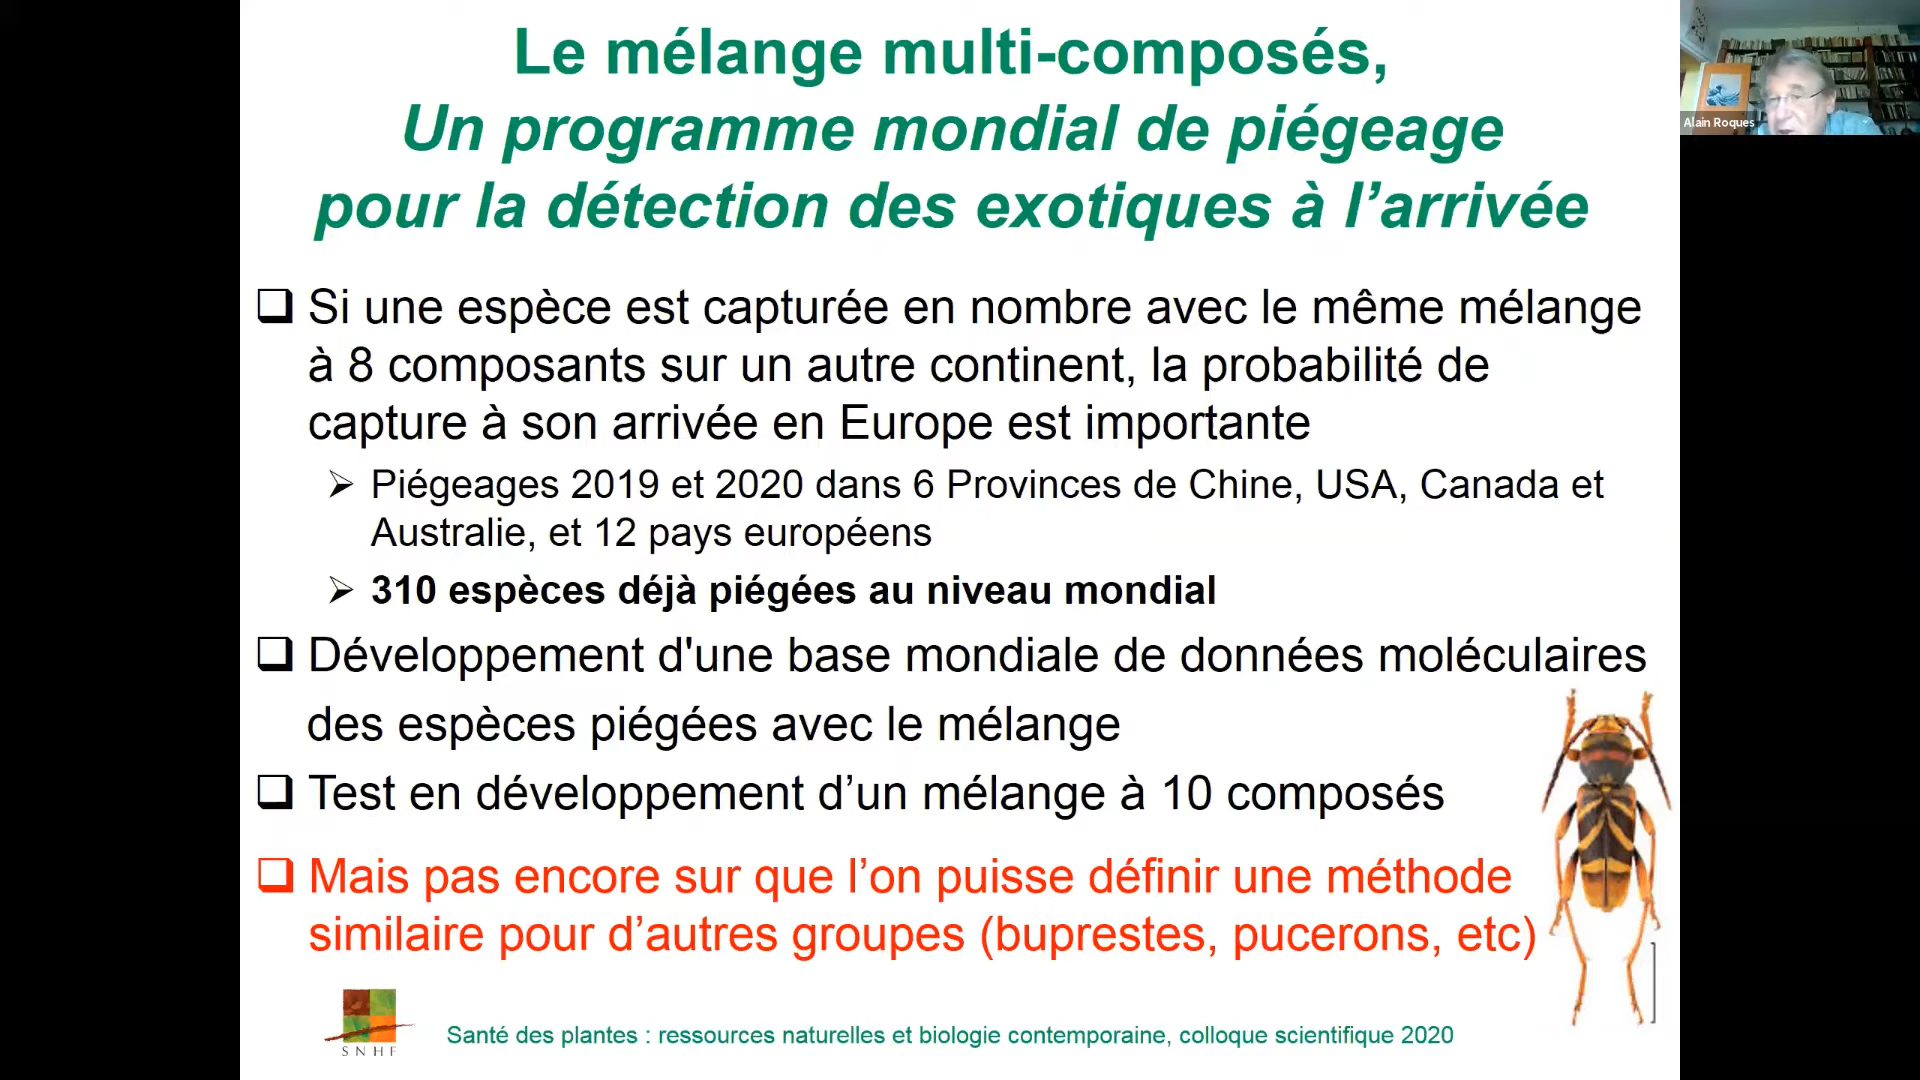 Le mélange multi-composés,
Un programme mondial de piégeage
pour la détection des exotiques à l’arrivée
Alain Roques
Si une espèce est capturée en nombre avec le même mélange
à 8 composants sur un autre continent, la probabilité de
capture à son arrivée en Europe est importante
Piégeages 2019 et 2020 dans 6 Provinces de Chine, USA, Canada et
Australie, et 12 pays européens
310 espèces déjà piégées au niveau mondial
Développement d'une base mondiale de données moléculaires
des espèces piégées avec le mélange
Test en développement d’un mélange à 10 composés
Mais pas encore sur que l’on puisse définir une méthode
similaire pour d’autres groupes (buprestes, pucerons, etc)
SNHF
Santé des plantes : ressources naturelles et biologie contemporaine, colloque scientifique 2020